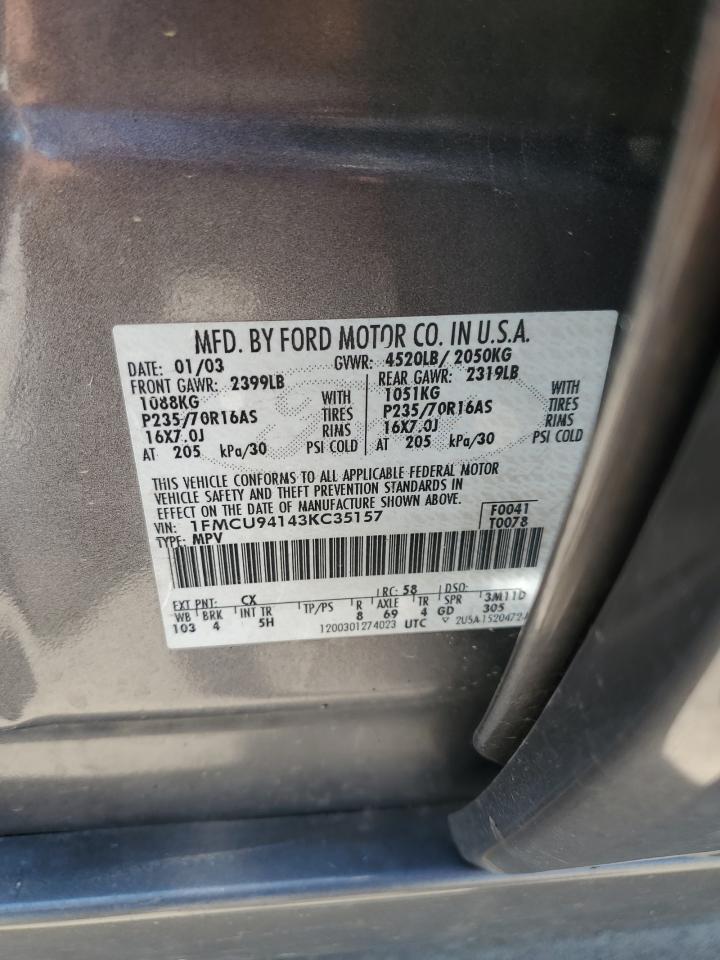 MFD. BY FORD MOTOR CO. IN U.S.A.
DATE: 01/03 GVWR: 4520LB/ 2050KG
FRONT GAWR: 2399LB REAR GAWR: 2319LB
1088KG WITH 1051KG WITH
P235/70R16AS TIRES P235/70R16AS TIRES
16X7.0J RIMS 16X7.0J RIMS
AT 205 kPa/30 PSI COLD AT 205 kPa/30 PSI COLD
THIS VEHICLE CONFORMS TO ALL APPLICABLE FEDERAL MOTOR
VEHICLE SAFETY AND THEFT PREVENTION STANDARDS IN
EFFECT ON THE DATE OF MANUFACTURE SHOWN ABOVE.
VIN: 1FMCU94143KC35157 F0041
TYPE: MPV T0078
EXT PNT: CX RC: 58 DSO:
WB BRK INT TR TP/PS R AXLE TR SPR 3M11D
103 4 5H 8 69 4 GD 305
1200301274023 UTC